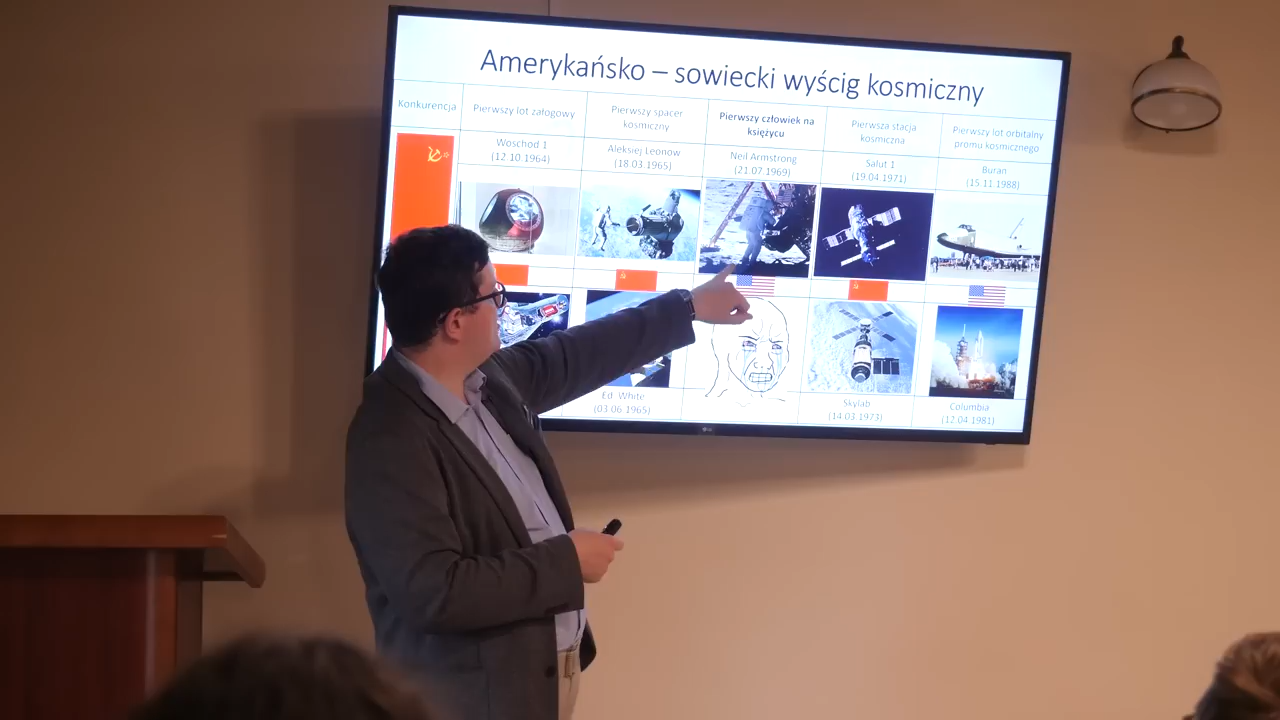 Amerykańsko – sowiecki wyścig kosmiczny
Konkurencja
Pierwszy lot załogowy
Pierwszy spacer
kosmiczny
Pierwszy człowiek na
księżycu
Pierwsza stacja
kosmiczna
Pierwszy lot orbitalny
promu kosmicznego
Woschod 1
(12.10.1964)
Aleksiej Leonow
(18.03.1965)
Neil Armstrong
(21.07.1969)
Salut 1
(19.04.1971)
Buran
(15.11.1988)
Ed White
(03.06.1965)
Skylab
(14.03.1973)
Columbia
(12.04.1981)
LG